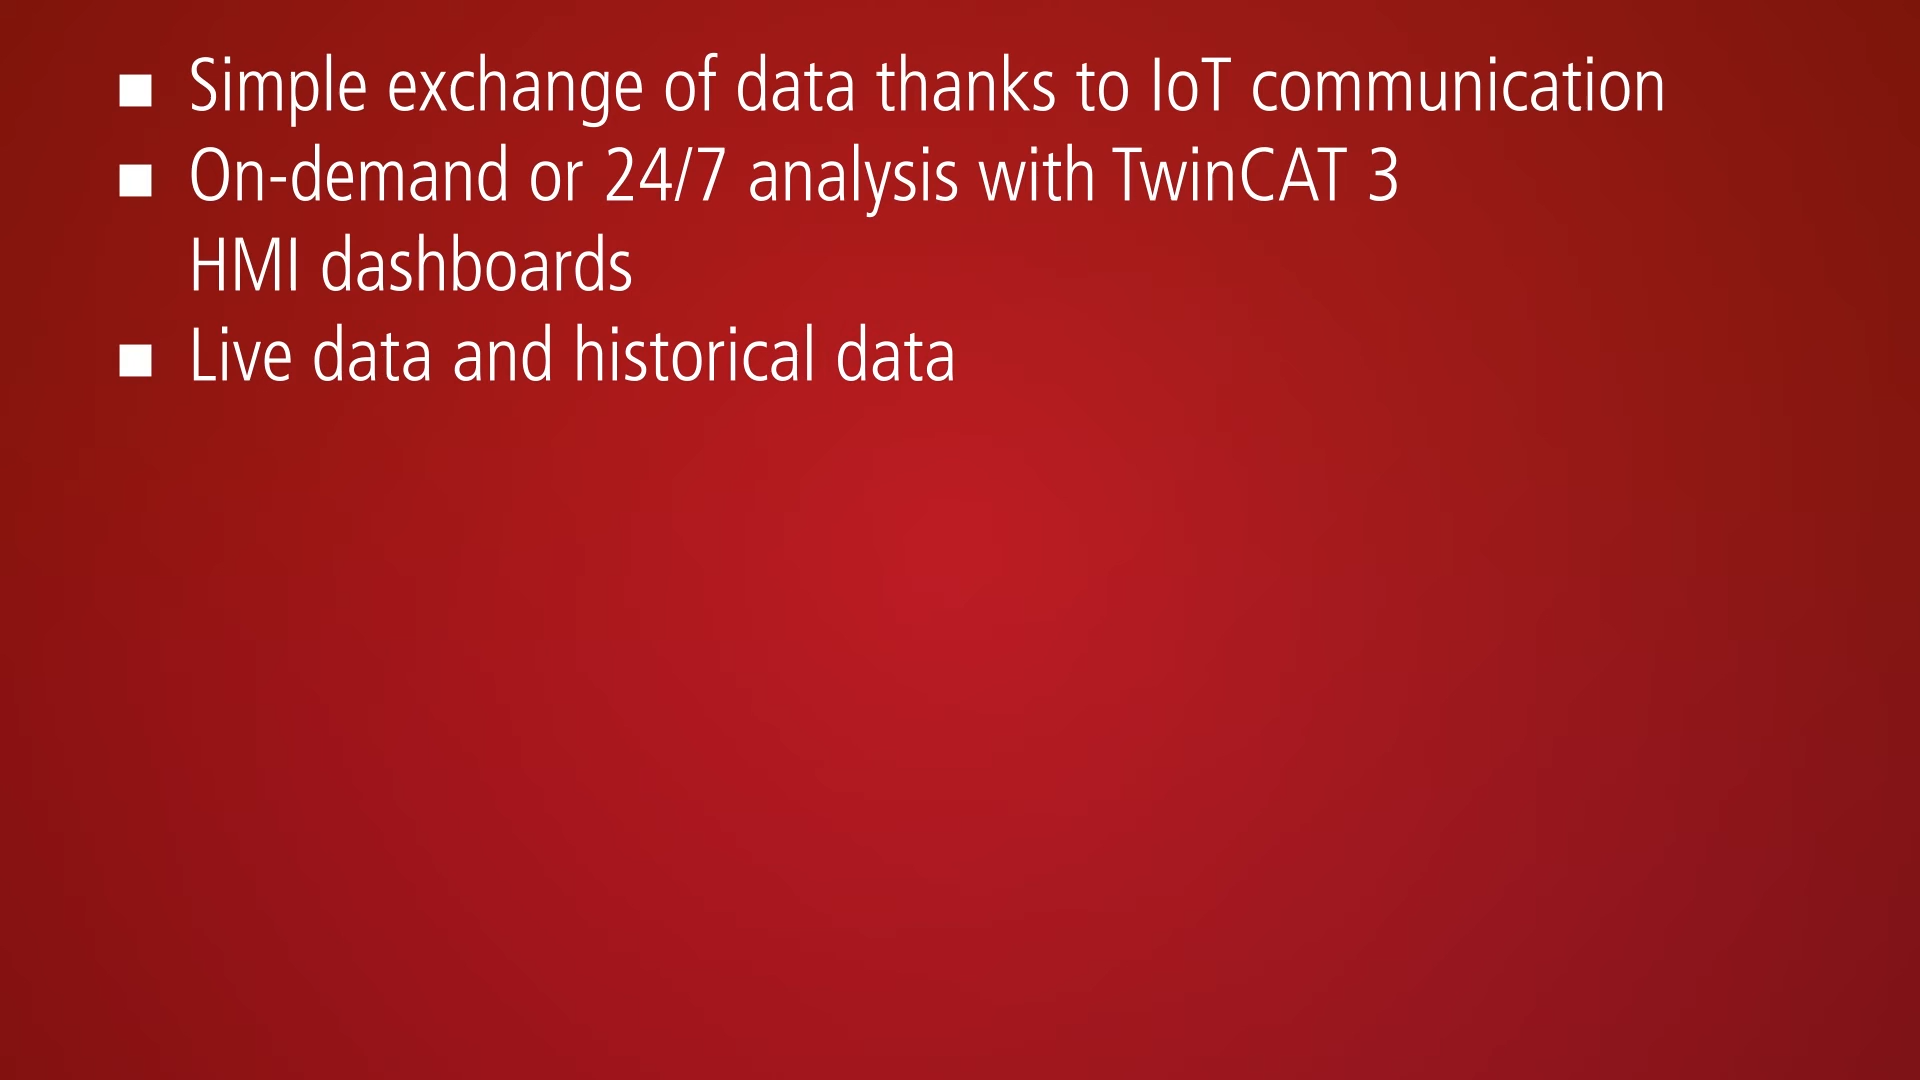 ■ Simple exchange of data thanks to IoT communication
■ On-demand or 24/7 analysis with TwinCAT 3
HMI dashboards
■ Live data and historical data